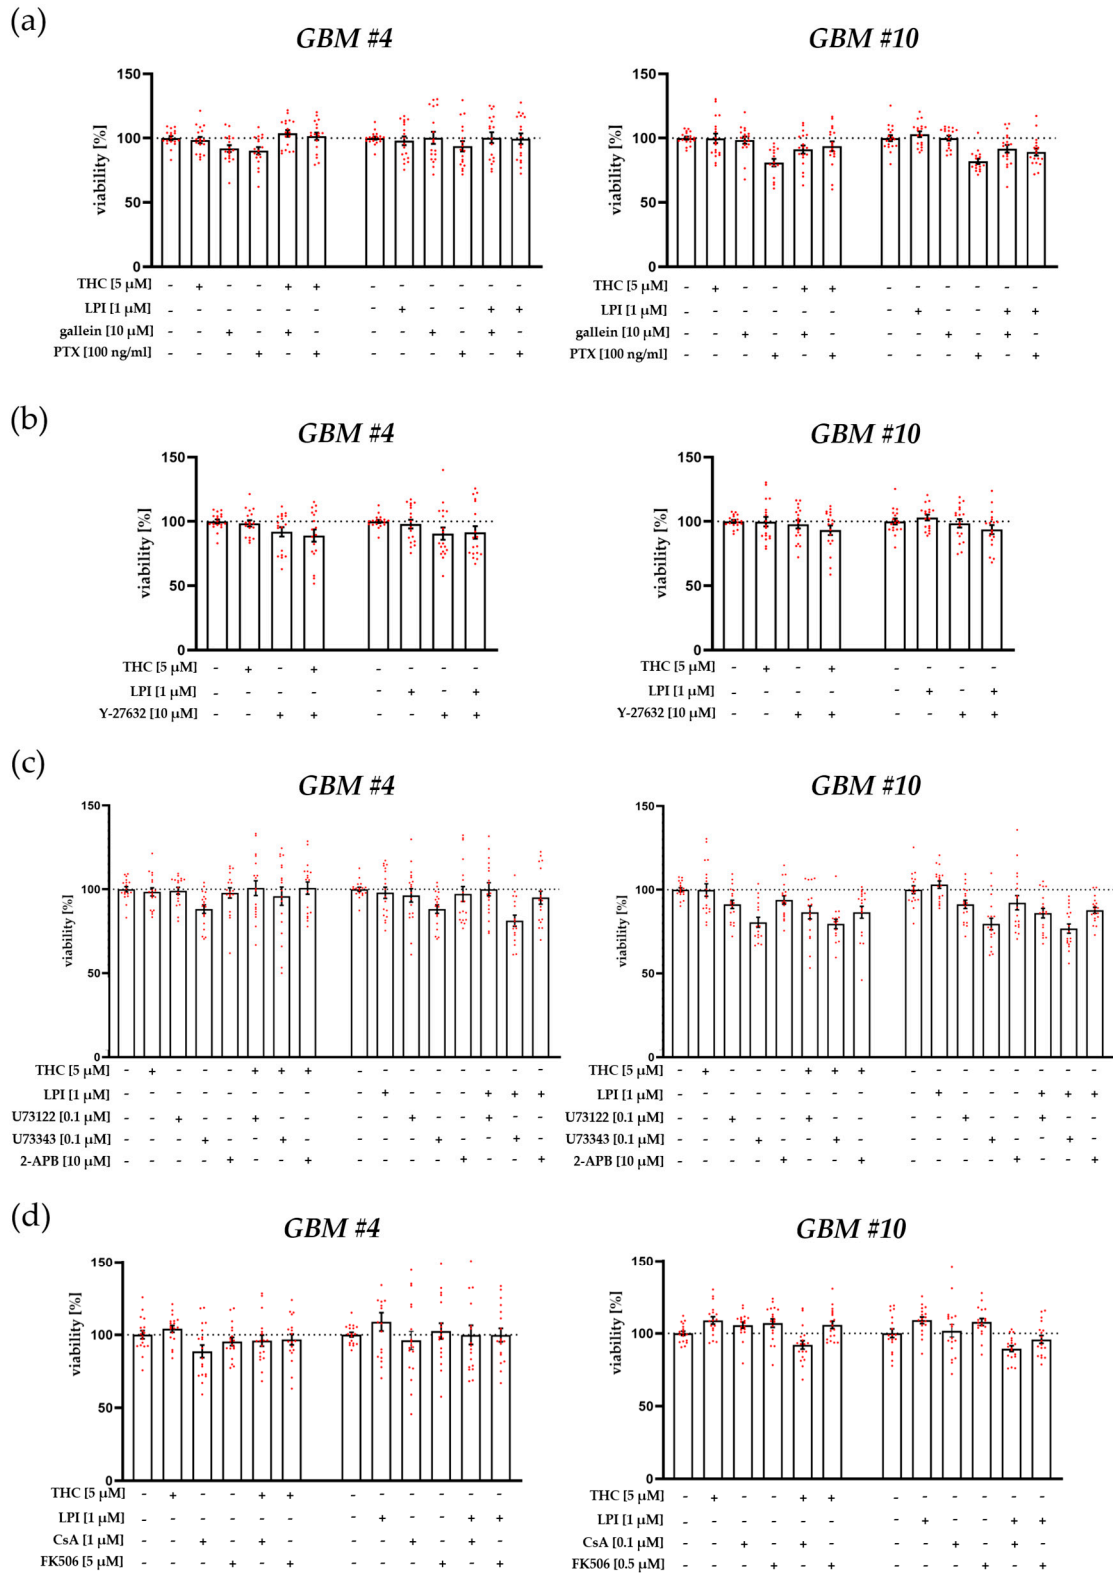 (a)
GBM #4
150
100
50
0
viability [%]
THC [5 µM] - + - - + + - - - - - -
LPI [1 µM] - - - - - - - + - - + +
gallein [10 µM] - - + - + - - - + - + -
PTX [100 ng/ml] - - - + - + - - - + - +
GBM #10
150
100
50
0
viability [%]
THC [5 µM] - + - - + + - - - - - -
LPI [1 µM] - - - - - - - + - - + +
gallein [10 µM] - - + - + - - - + - + -
PTX [100 ng/ml] - - - + - + - - - + - +
(b)
GBM #4
150
100
50
0
viability [%]
THC [5 µM] - + - + - - - -
LPI [1 µM] - - - - - + - +
Y-27632 [10 µM] - - + + - - + +
GBM #10
150
100
50
0
viability [%]
THC [5 µM] - + - + - - - -
LPI [1 µM] - - - - - + - +
Y-27632 [10 µM] - - + + - - + +
(c)
GBM #4
150
100
50
0
viability [%]
THC [5 µM] - + - - - + + + - - - - - - - -
LPI [1 µM] - - - - - - - - - + - - - + + +
U73122 [0.1 µM] - - + - - + - - - - + - - + - -
U73343 [0.1 µM] - - - + - - + - - - - + - - + -
2-APB [10 µM] - - - - + - - + - - - - + - - +
GBM #10
150
100
50
0
viability [%]
THC [5 µM] - + - - - + + + - - - - - - - -
LPI [1 µM] - - - - - - - - - + - - - + + +
U73122 [0.1 µM] - - + - - + - - - - + - - + - -
U73343 [0.1 µM] - - - + - - + - - - - + - - + -
2-APB [10 µM] - - - - + - - + - - - - + - - +
(d)
GBM #4
150
100
50
0
viability [%]
THC [5 µM] - + - - + + - - - - - -
LPI [1 µM] - - - - - - - + - - + +
CsA [1 µM] - - + - + - - - + - + -
FK506 [5 µM] - - - + - + - - - + - +
GBM #10
150
100
50
0
viability [%]
THC [5 µM] - + - - + + - - - - - -
LPI [1 µM] - - - - - - - + - - + +
CsA [0.1 µM] - - + - + - - - + - + -
FK506 [0.5 µM] - - - + - + - - - + - +